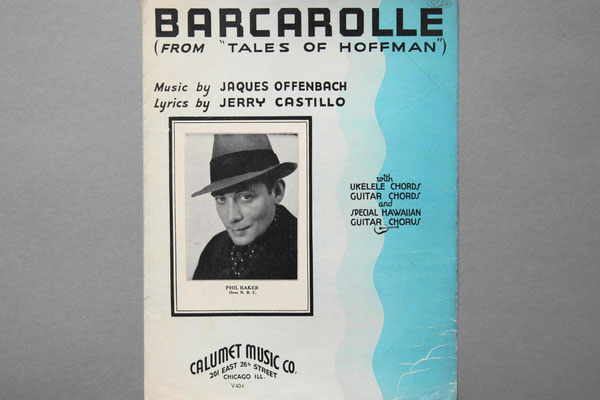 BARCAROLLE
(FROM "TALES OF HOFFMAN")
Music by JAQUES OFFENBACH
Lyrics by JERRY CASTILLO
with
UKELELE CHORDS
GUITAR CHORDS
and
SPECIAL HAWAIIAN
GUITAR CHORUS
PHIL BAKER
Over N. B. C.
CALUMET MUSIC CO.
201 EAST 26th STREET
CHICAGO ILL.
V404